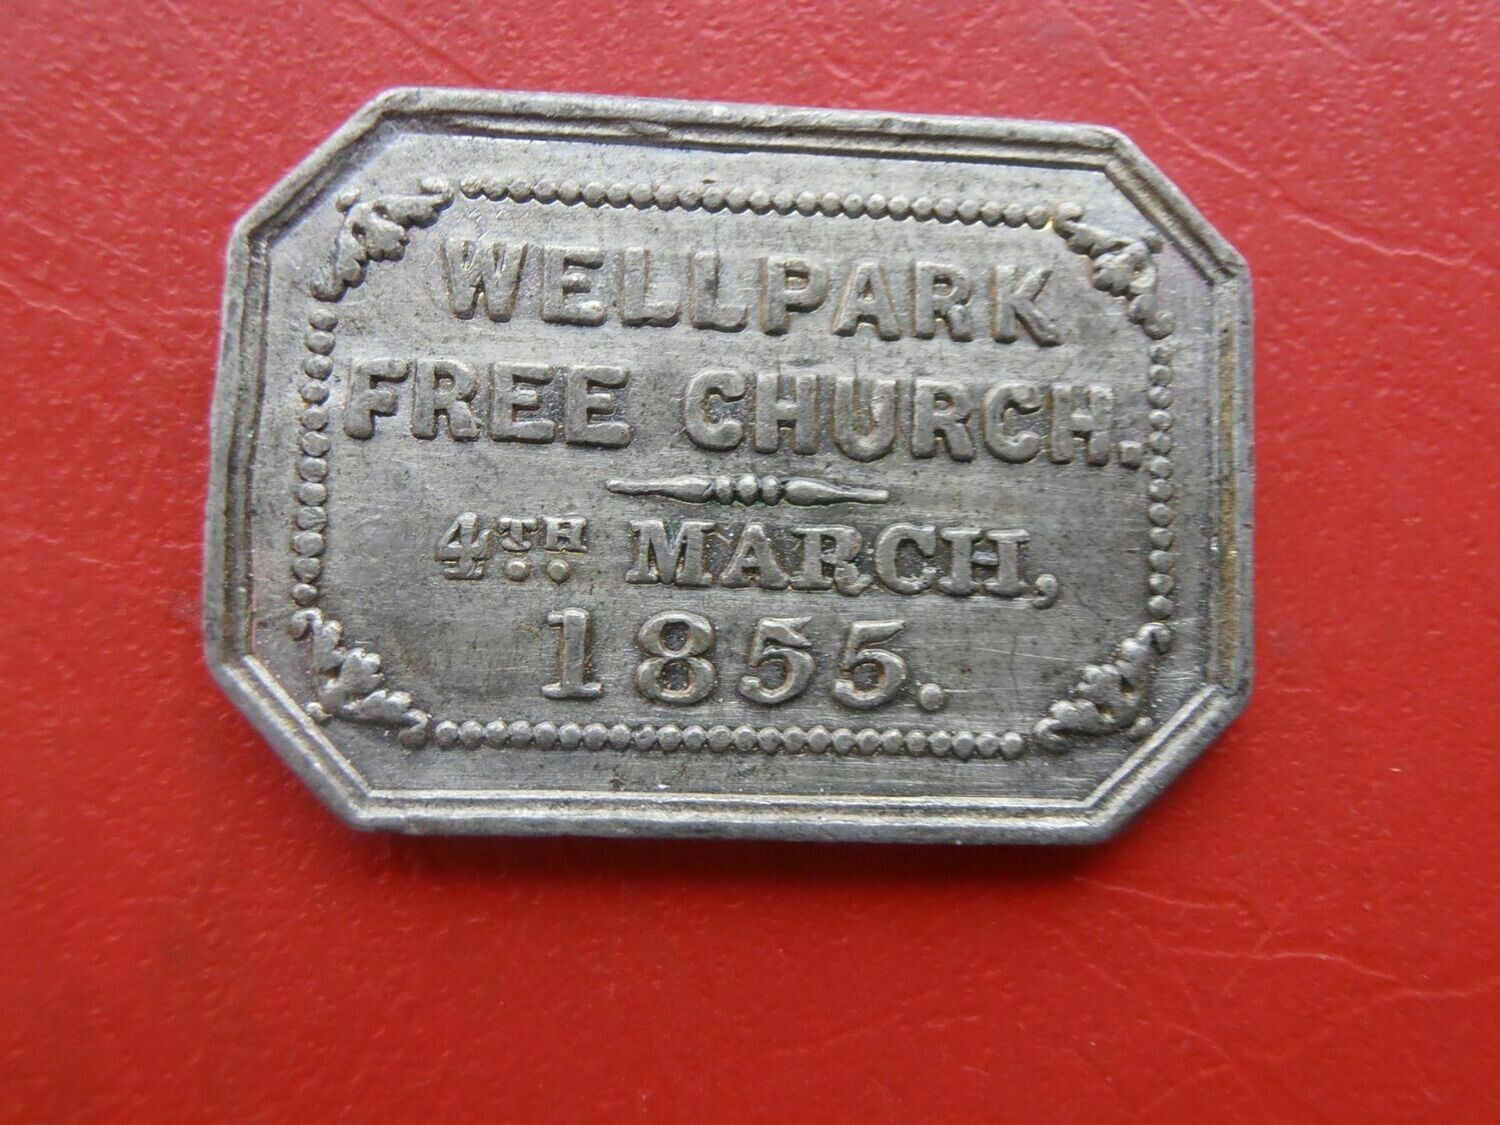 WELLPARK
FREE CHURCH.
4TH MARCH,
1855.